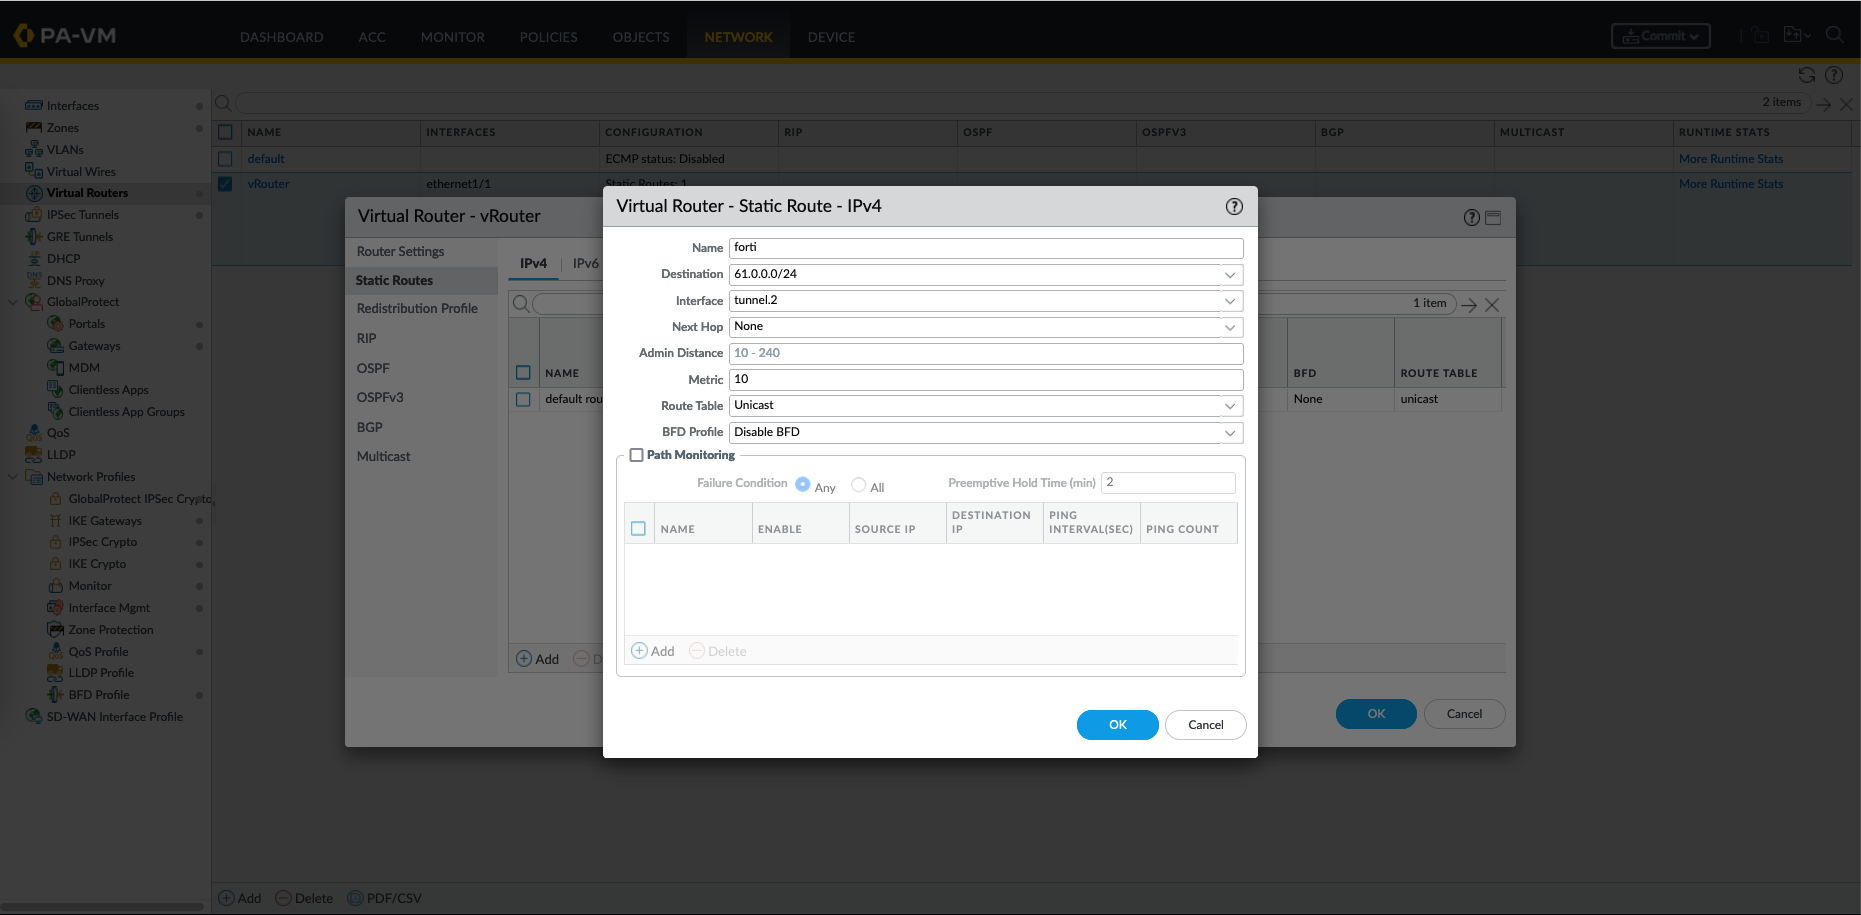 PA-VM
DASHBOARD ACC MONITOR POLICIES OBJECTS NETWORK DEVICE
Commit
Interfaces
Zones
VLANs
Virtual Wires
Virtual Routers
IPSec Tunnels
GRE Tunnels
DHCP
DNS Proxy
GlobalProtect
Portals
Gateways
MDM
Clientless Apps
Clientless App Groups
QoS
LLDP
Network Profiles
GlobalProtect IPSec Crypto
IKE Gateways
IPSec Crypto
IKE Crypto
Monitor
Interface Mgmt
Zone Protection
QoS Profile
LLDP Profile
BFD Profile
SD-WAN Interface Profile
2 items
NAME INTERFACES CONFIGURATION RIP OSPF OSPFV3 BGP MULTICAST RUNTIME STATS
default ECMP status: Disabled More Runtime Stats
vRouter ethernet1/1 Static Routes: 1 More Runtime Stats
Virtual Router - vRouter
Router Settings
Static Routes
Redistribution Profile
RIP
OSPF
OSPFv3
BGP
Multicast
IPv4 IPv6
1 item
NAME BFD ROUTE TABLE
default rou None unicast
Add D
OK Cancel
Virtual Router - Static Route - IPv4
Name forti
Destination 61.0.0.0/24
Interface tunnel.2
Next Hop None
Admin Distance 10 - 240
Metric 10
Route Table Unicast
BFD Profile Disable BFD
Path Monitoring
Failure Condition Any All Preemptive Hold Time (min) 2
NAME ENABLE SOURCE IP DESTINATION IP PING INTERVAL(SEC) PING COUNT
Add Delete
OK Cancel
Add Delete PDF/CSV